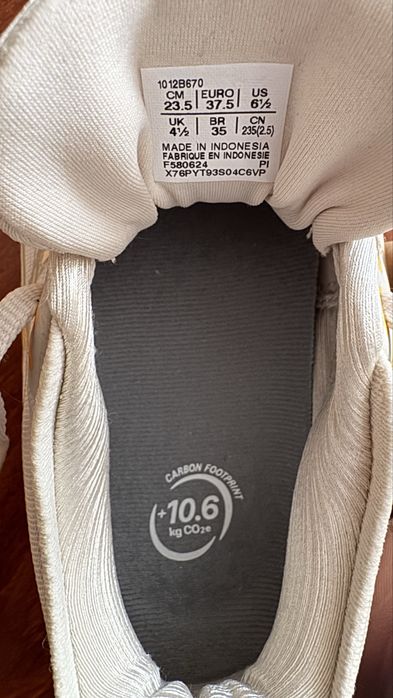 1012B670
CM EURO US
23.5 37.5 6½
UK BR CN
4½ 35 235(2.5)
MADE IN INDONESIA
FABRIQUE EN INDONESIE
F580624 PI
X76PYT93S04C6VP
CARBON FOOTPRINT
+10.6
kg CO₂e